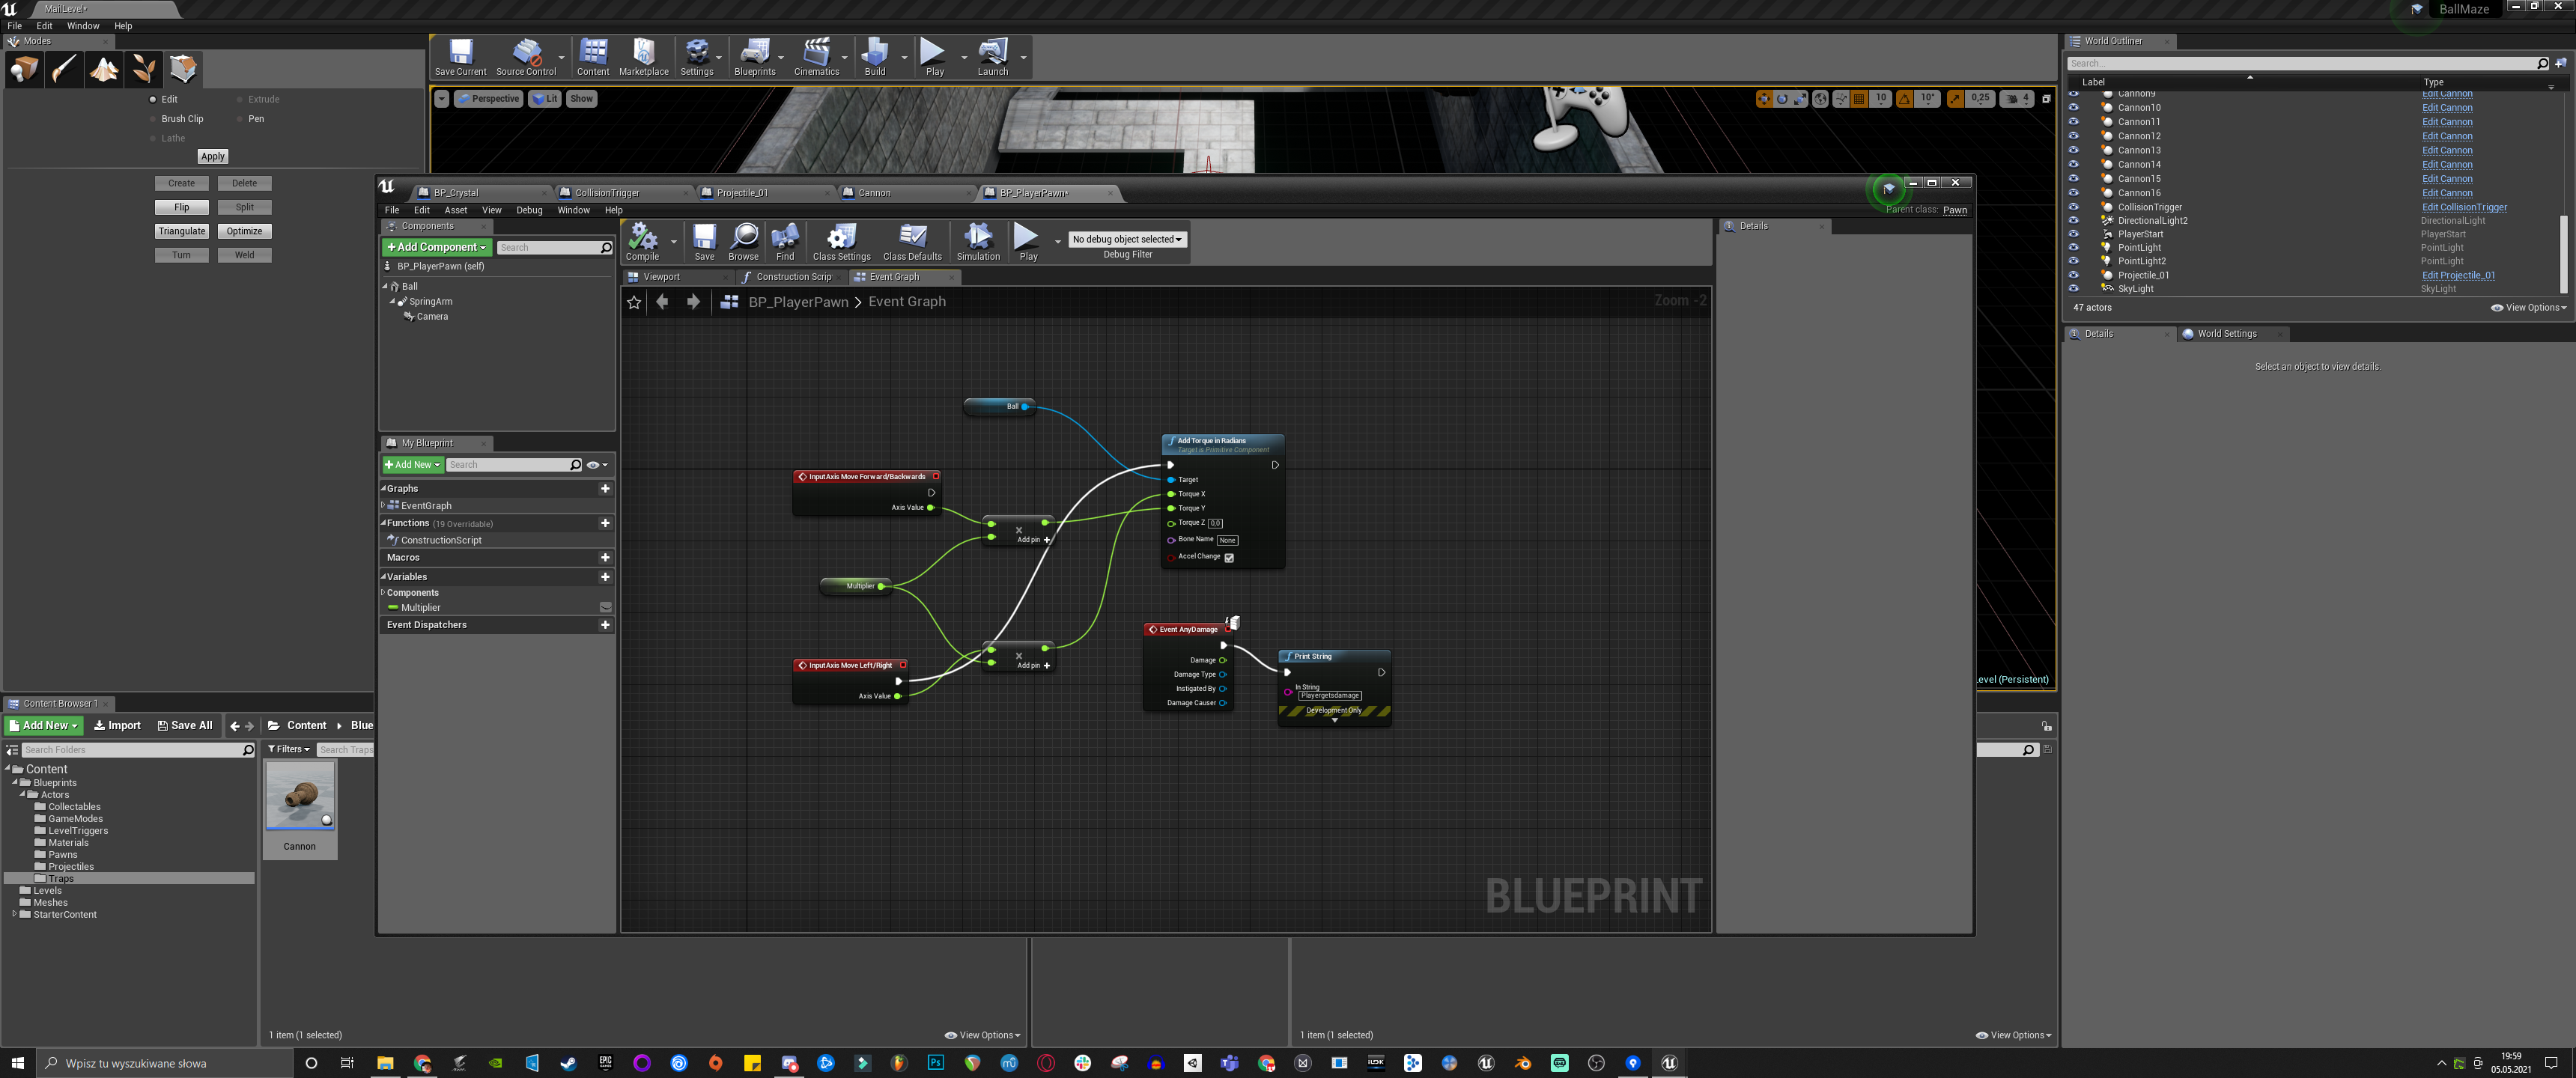 MailLevel*
BallMaze
File Edit Window Help
Modes
Edit
Extrude
Brush Clip
Pen
Lathe
Apply
Create
Delete
Flip
Split
Triangulate
Optimize
Turn
Weld
Save Current
Source Control
Content
Marketplace
Settings
Blueprints
Cinematics
Build
Play
Launch
Perspective
Lit
Show
10
10°
0,25
4
World Outliner
Search...
Label
Type
Cannon9 Edit Cannon
Cannon10 Edit Cannon
Cannon11 Edit Cannon
Cannon12 Edit Cannon
Cannon13 Edit Cannon
Cannon14 Edit Cannon
Cannon15 Edit Cannon
Cannon16 Edit Cannon
CollisionTrigger Edit CollisionTrigger
DirectionalLight2 DirectionalLight
PlayerStart PlayerStart
PointLight PointLight
PointLight2 PointLight
Projectile_01 Edit Projectile_01
SkyLight SkyLight
47 actors
View Options
Details
World Settings
Select an object to view details.
BP_Crystal
CollisionTrigger
Projectile_01
Cannon
BP_PlayerPawn*
File Edit Asset View Debug Window Help
Parent class: Pawn
Components
+Add Component
Search
BP_PlayerPawn (self)
Ball
SpringArm
Camera
My Blueprint
+Add New
Search
Graphs
EventGraph
Functions (19 Overridable)
ConstructionScript
Macros
Variables
Components
Multiplier
Event Dispatchers
Compile
Save
Browse
Find
Class Settings
Class Defaults
Simulation
Play
No debug object selected
Debug Filter
Details
Viewport
Construction Scrip
Event Graph
BP_PlayerPawn > Event Graph
Zoom -2
Ball
InputAxis Move Forward/Backwards
Axis Value
Add pin +
Multiplier
InputAxis Move Left/Right
Axis Value
Add pin +
Add Torque in Radians
Target is Primitive Component
Target
Torque X
Torque Y
Torque Z 0,0
Bone Name None
Accel Change
Event AnyDamage
Damage
Damage Type
Instigated By
Damage Causer
Print String
In String
Playergetsdamage
Development Only
BLUEPRINT
evel (Persistent)
Content Browser 1
Add New
Import
Save All
Content
Blue
Search Folders
Filters
Search Traps
Content
Blueprints
Actors
Collectables
GameModes
LevelTriggers
Materials
Pawns
Projectiles
Traps
Levels
Meshes
StarterContent
Cannon
1 item (1 selected)
View Options
1 item (1 selected)
View Options
Wpisz tu wyszukiwane słowa
19:59
05.05.2021